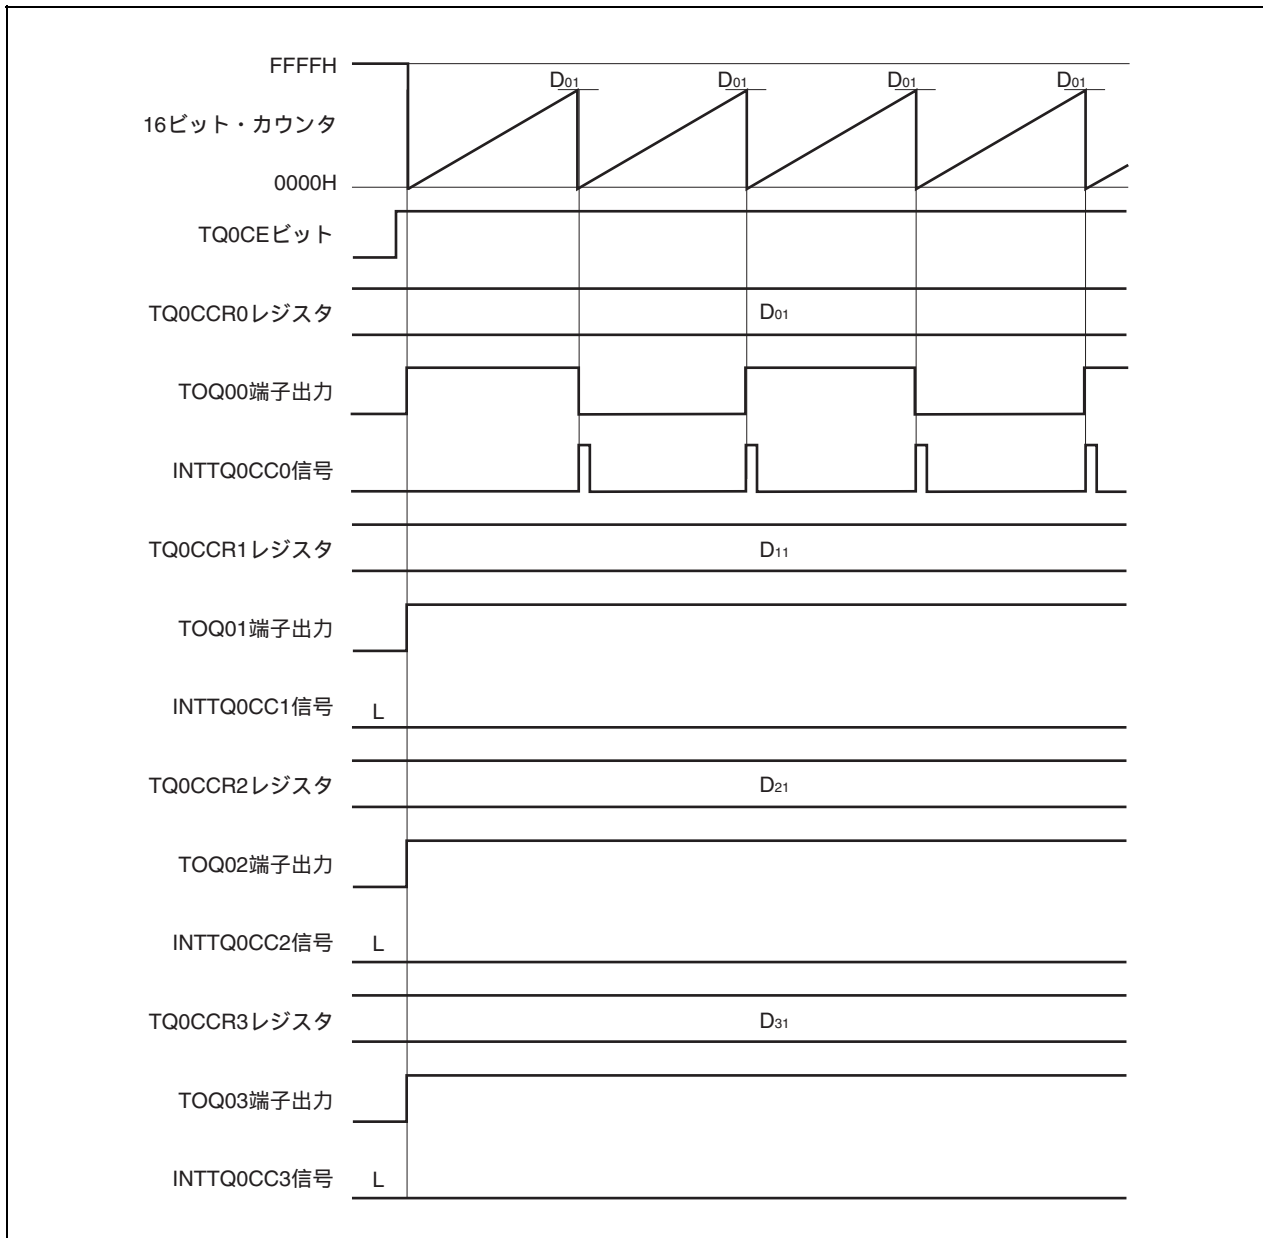 FFFFH
D01 D01 D01 D01
16ビット・カウンタ
0000H
TQ0CEビット
TQ0CCR0レジスタ D01
TOQ00端子出力
INTTQ0CC0信号
TQ0CCR1レジスタ D11
TOQ01端子出力
INTTQ0CC1信号 L
TQ0CCR2レジスタ D21
TOQ02端子出力
INTTQ0CC2信号 L
TQ0CCR3レジスタ D31
TOQ03端子出力
INTTQ0CC3信号 L